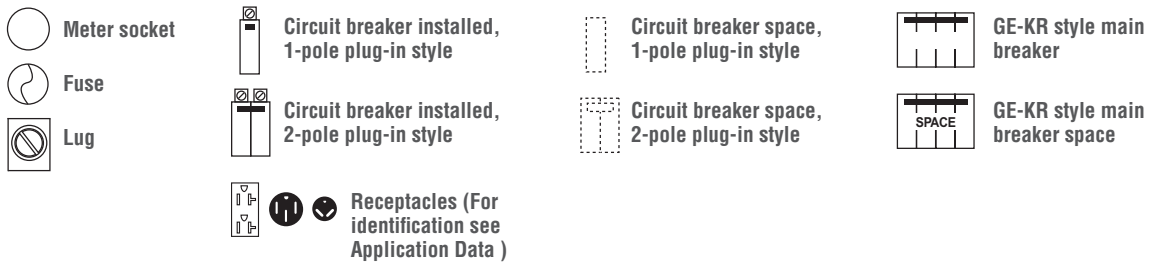 Meter socket
Fuse
Lug
Circuit breaker installed,
1-pole plug-in style
Circuit breaker installed,
2-pole plug-in style
Receptacles (For
identification see
Application Data )
Circuit breaker space,
1-pole plug-in style
Circuit breaker space,
2-pole plug-in style
GE-KR style main
breaker
SPACE
GE-KR style main
breaker space